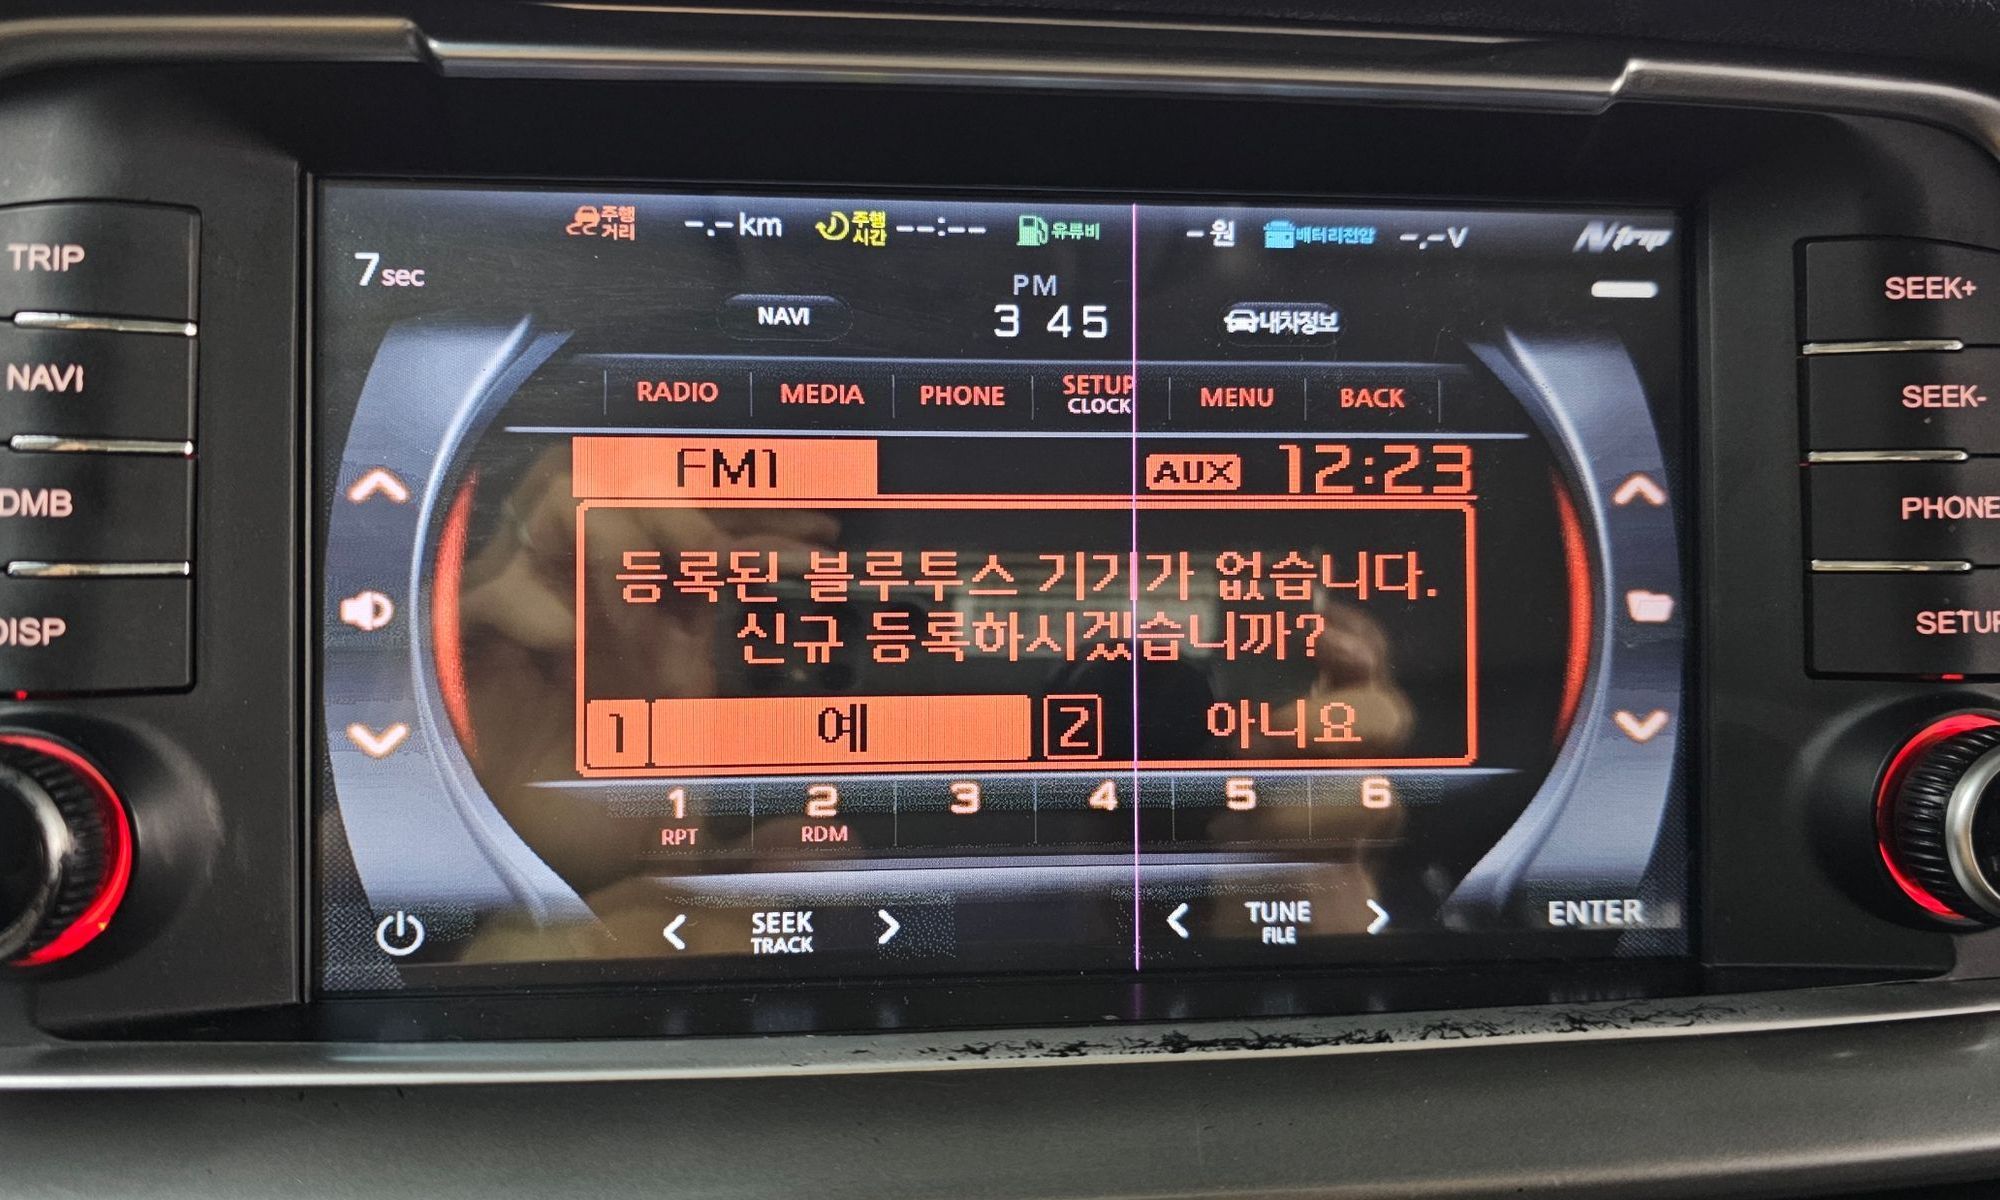 TRIP
NAVI
DMB
DISP
주행거리 -.-km 주행시간 --:-- 유류비 -원 배터리전압 -.-V Ntrip
7sec
PM
3 45
NAVI
내차정보
RADIO MEDIA PHONE SETUP CLOCK MENU BACK
FM1 AUX 12:23
등록된 블루투스 기기가 없습니다.
신규 등록하시겠습니까?
1 예 2 아니요
1 RPT 2 RDM 3 4 5 6
SEEK TRACK
TUNE FILE
ENTER
SEEK+
SEEK-
PHONE
SETUP